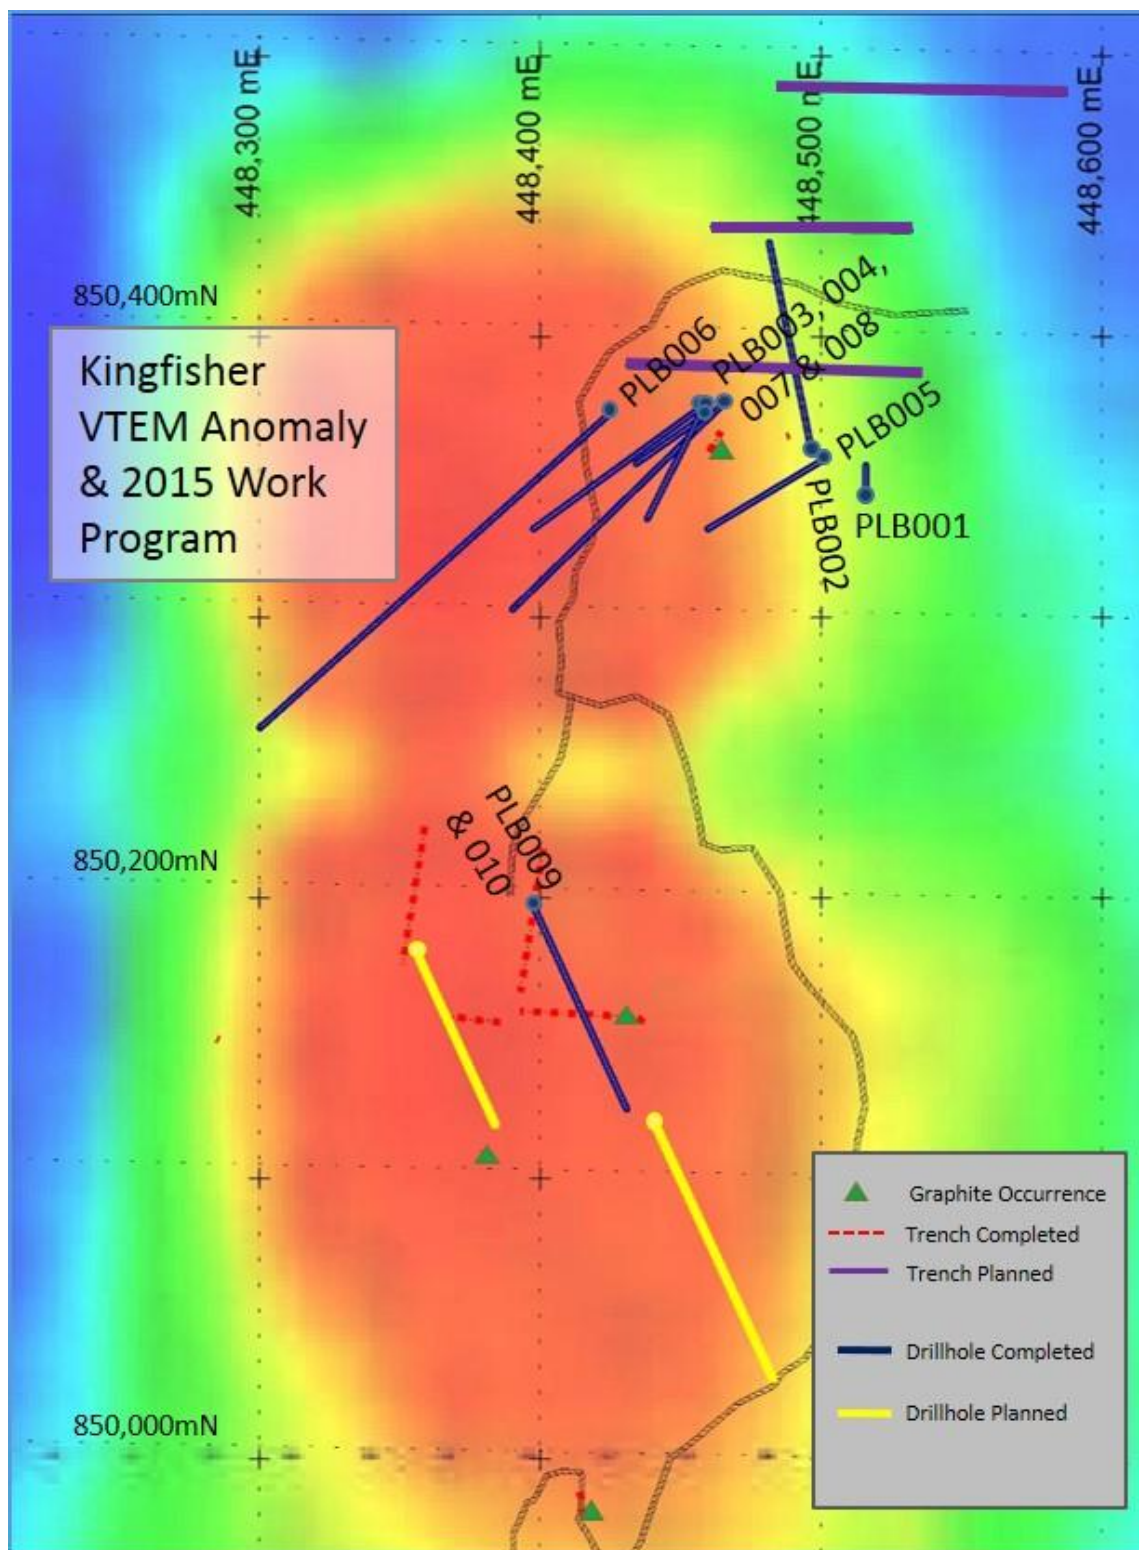 448,300 mE
448,400 mE
448,500 mE
448,600 mE
850,400mN
Kingfisher
VTEM Anomaly
& 2015 Work
Program
PLB006
PLB003, 004,
007 & 008
PLB005
PLB002
PLB001
PLB009
& 010
850,200mN
850,000mN
Graphite Occurrence
Trench Completed
Trench Planned
Drillhole Completed
Drillhole Planned